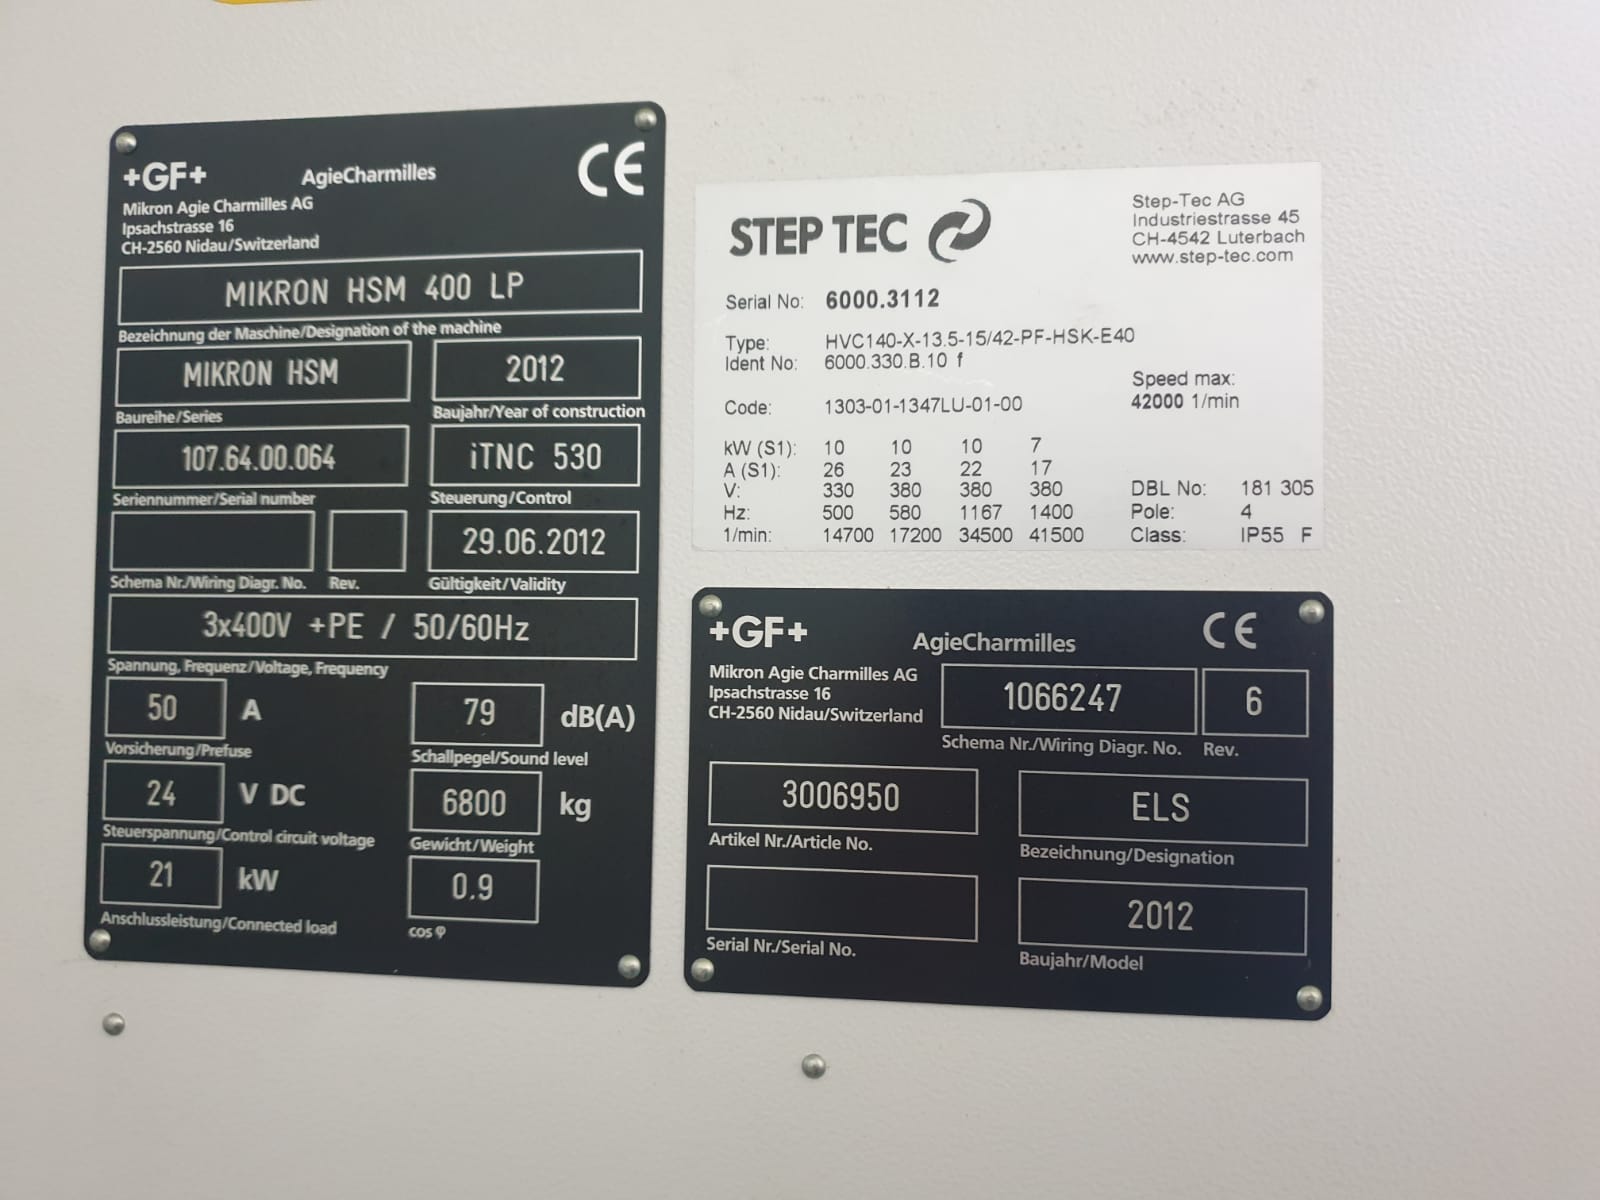 +GF+ AgieCharmilles CE
Mikron Agie Charmilles AG
Ipsachstrasse 16
CH-2560 Nidau/Switzerland
MIKRON HSM 400 LP
Bezeichnung der Maschine/Designation of the machine
MIKRON HSM 2012
Baureihe/Series Baujahr/Year of construction
107.64.00.064 iTNC 530
Seriennummer/Serial number Steuerung/Control
29.06.2012
Schema Nr./Wiring Diagr. No. Rev. Gültigkeit/Validity
3x400V +PE / 50/60Hz
Spannung, Frequenz/Voltage, Frequency
50 A 79 dB(A)
Vorsicherung/Prefuse Schallpegel/Sound level
24 V DC 6800 kg
Steuerspannung/Control circuit voltage Gewicht/Weight
21 kW 0.9
Anschlussleistung/Connected load cos φ
STEP TEC
Step-Tec AG
Industriestrasse 45
CH-4542 Luterbach
www.step-tec.com
Serial No: 6000.3112
Type: HVC140-X-13.5-15/42-PF-HSK-E40
Ident No: 6000.330.B.10 f
Speed max:
Code: 1303-01-1347LU-01-00 42000 1/min
kW (S1): 10 10 10 7
A (S1): 26 23 22 17
V: 330 380 380 380 DBL No: 181 305
Hz: 500 580 1167 1400 Pole: 4
1/min: 14700 17200 34500 41500 Class: IP55 F
+GF+ AgieCharmilles CE
Mikron Agie Charmilles AG
Ipsachstrasse 16
CH-2560 Nidau/Switzerland
1066247 6
Schema Nr./Wiring Diagr. No. Rev.
3006950 ELS
Artikel Nr./Article No. Bezeichnung/Designation
2012
Serial Nr./Serial No. Baujahr/Model